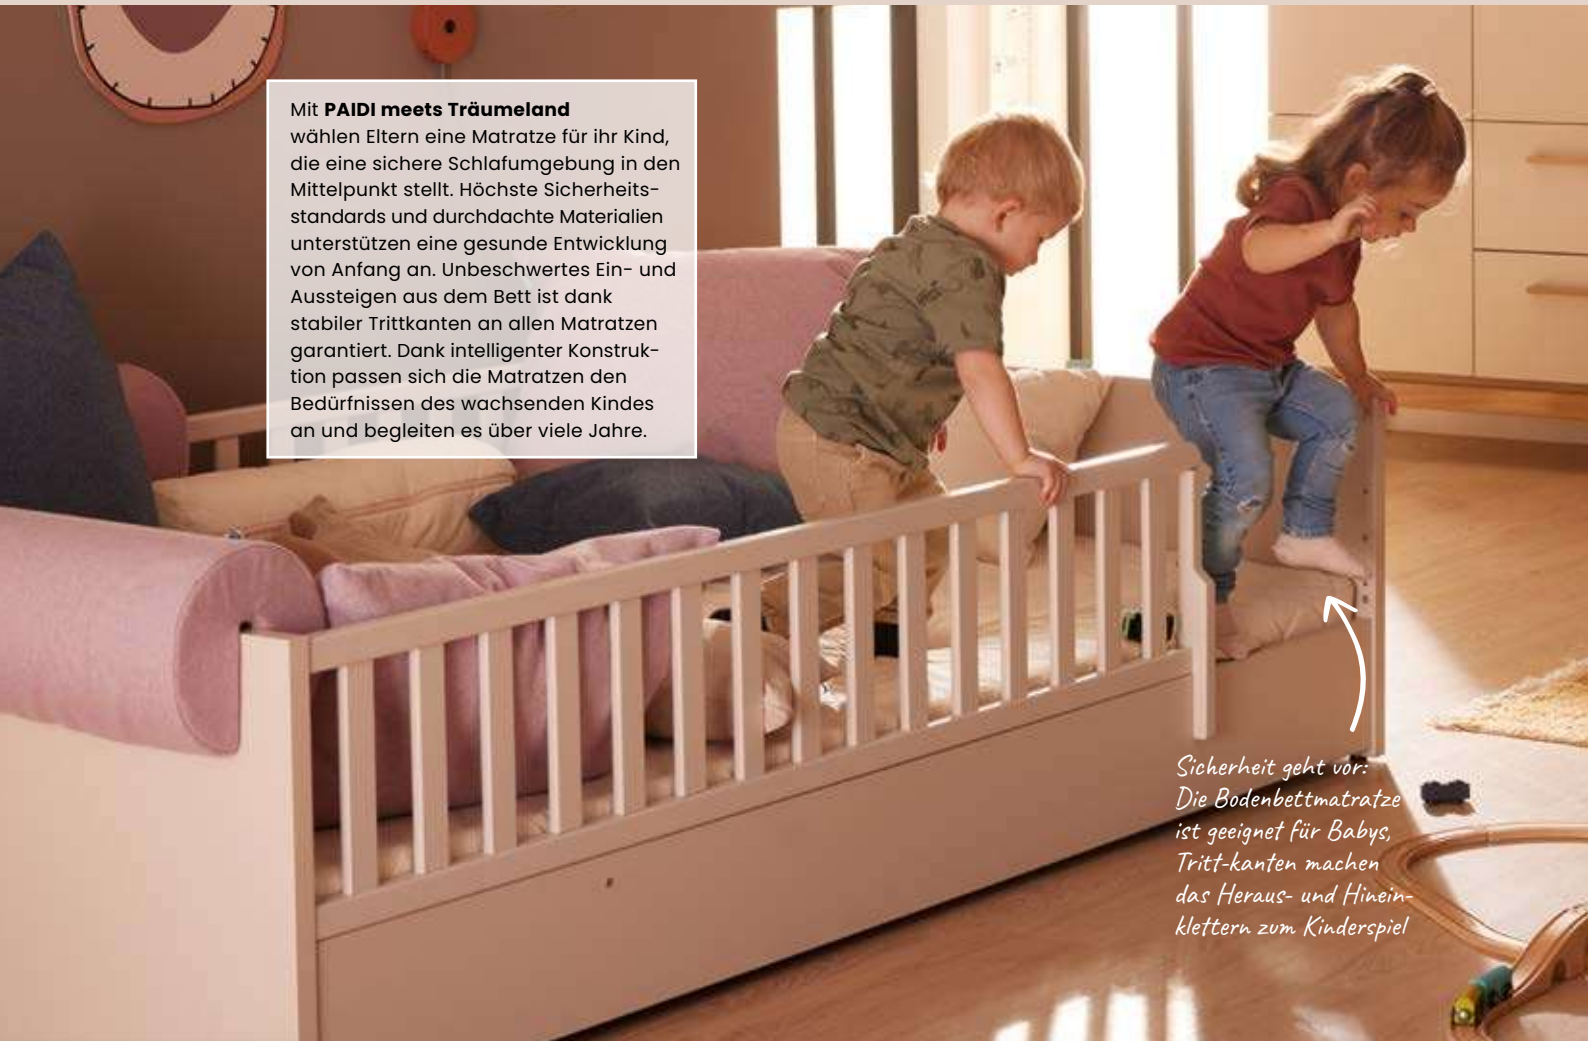 Mit PAIDI meets Träumeland
wählen Eltern eine Matratze für ihr Kind,
die eine sichere Schlafumgebung in den
Mittelpunkt stellt. Höchste Sicherheits-
standards und durchdachte Materialien
unterstützen eine gesunde Entwicklung
von Anfang an. Unbeschwertes Ein- und
Aussteigen aus dem Bett ist dank
stabiler Trittkanten an allen Matratzen
garantiert. Dank intelligenter Konstruk-
tion passen sich die Matratzen den
Bedürfnissen des wachsenden Kindes
an und begleiten es über viele Jahre.
Sicherheit geht vor:
Die Bodenbettmatratze
ist geeignet für Babys,
Tritt-kanten machen
das Heraus- und Hinein-
klettern zum Kinderspiel